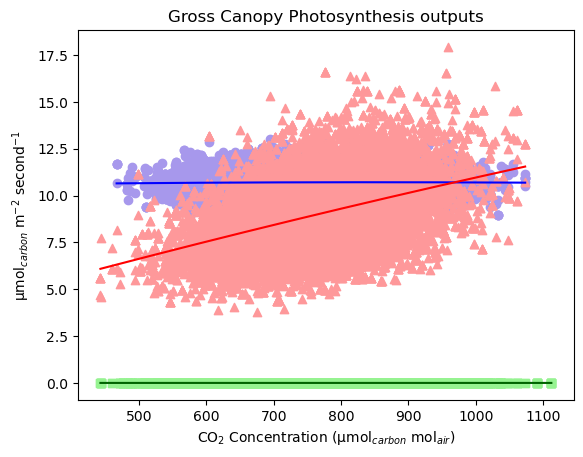 Gross Canopy Photosynthesis outputs
17.5
15.0
12.5
10.0
7.5
5.0
2.5
0.0
μmol$_{carbon}$ m$^{-2}$ second$^{-1}$
500 600 700 800 900 1000 1100
CO$_2$ Concentration (μmol$_{carbon}$ mol$_{air}$)